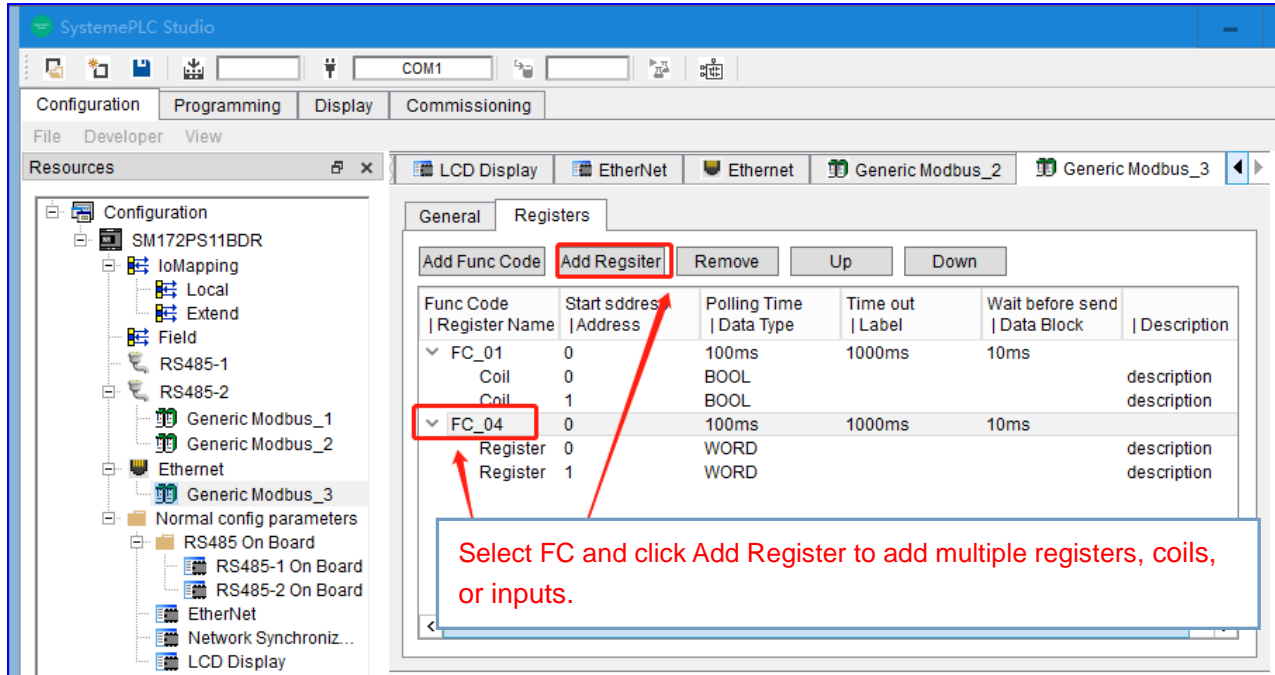 SystemePLC Studio
COM1
Configuration Programming Display Commissioning
File Developer View
Resources
LCD Display EtherNet Ethernet Generic Modbus_2 Generic Modbus_3
Configuration
SM172PS11BDR
IoMapping
Local
Extend
Field
RS485-1
RS485-2
Generic Modbus_1
Generic Modbus_2
Ethernet
Generic Modbus_3
Normal config parameters
RS485 On Board
RS485-1 On Board
RS485-2 On Board
EtherNet
Network Synchroniz...
LCD Display
General Registers
Add Func Code Add Regsiter Remove Up Down
Func Code Start sddress Polling Time Time out Wait before send
| Register Name | Address | Data Type | Label | Data Block | Description
FC_01 0 100ms 1000ms 10ms
Coil 0 BOOL description
Coil 1 BOOL description
FC_04 0 100ms 1000ms 10ms
Register 0 WORD description
Register 1 WORD description
Select FC and click Add Register to add multiple registers, coils,
or inputs.